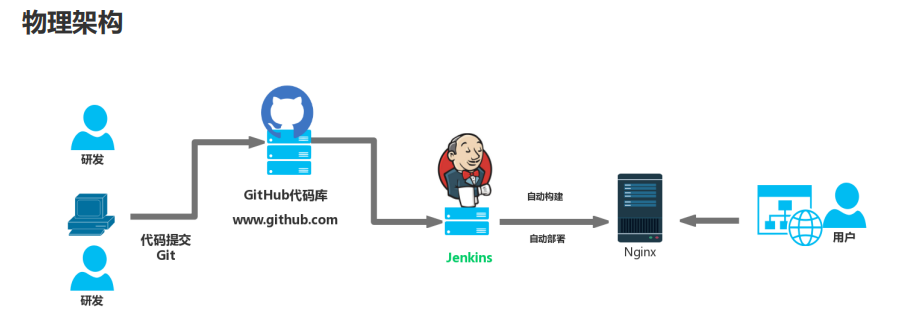 物理架构
研发
代码提交
Git
研发
GitHub代码库
www.github.com
Jenkins
自动构建
自动部署
Nginx
用户